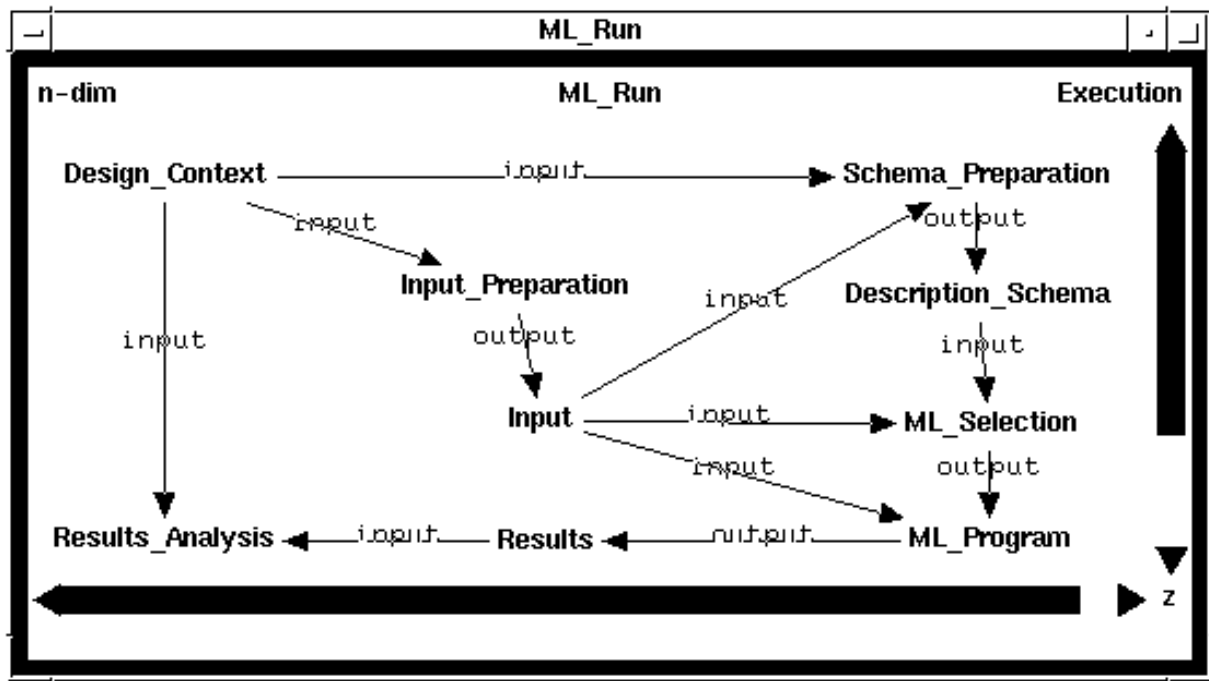 ML_Run
n-dim ML_Run Execution
Design_Context input Schema_Preparation
input output
Input_Preparation input Description_Schema
input output input
Input input ML_Selection
input output
Results_Analysis input Results output ML_Program
z